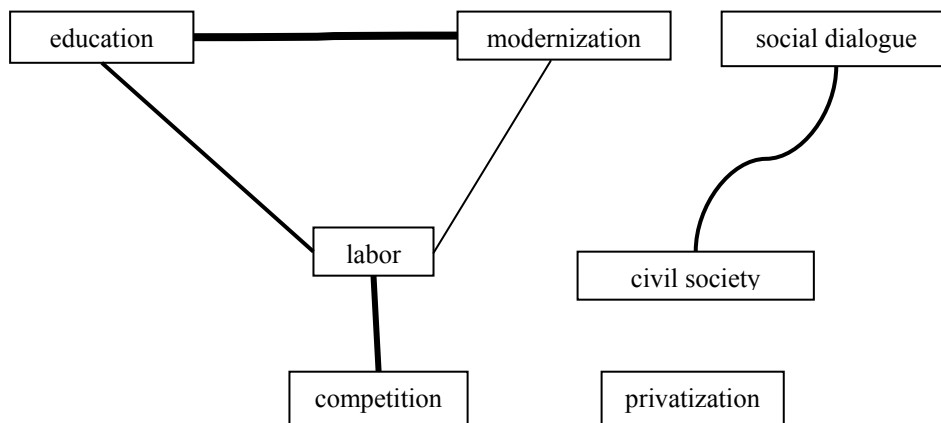 education
modernization
social dialogue
labor
civil society
competition
privatization